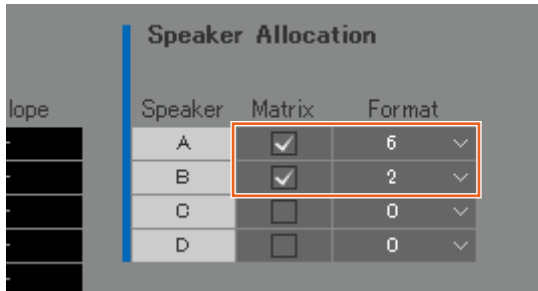 Speaker Allocation
lope Speaker Matrix Format
A 6
B 2
C 0
D 0